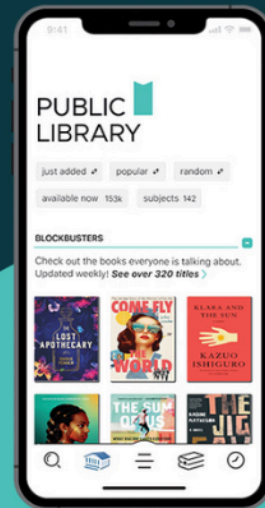 9:41
PUBLIC
LIBRARY
just added
popular
random
available now 153k
subjects 142
BLOCKBUSTERS
Check out the books everyone is talking about.
Updated weekly! See over 320 titles
THE
LOST
APOTHECARY
COME FLY
THE
WORLD
KLARA AND
THE SUN
KAZUO
ISHIGURO
THE SUM
OF US
THE
JIG